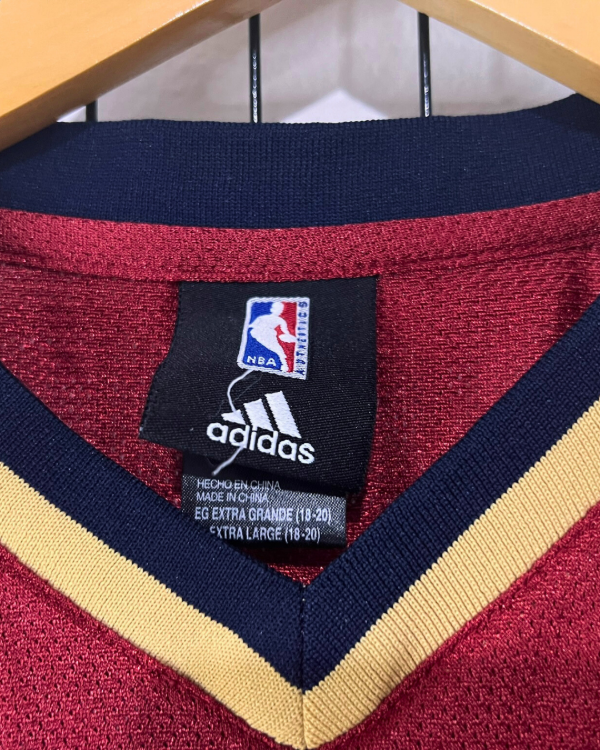 NBA
AUTHENTICS
adidas
HECHO EN CHINA
MADE IN CHINA
EG EXTRA GRANDE (18-20)
EXTRA LARGE (18-20)